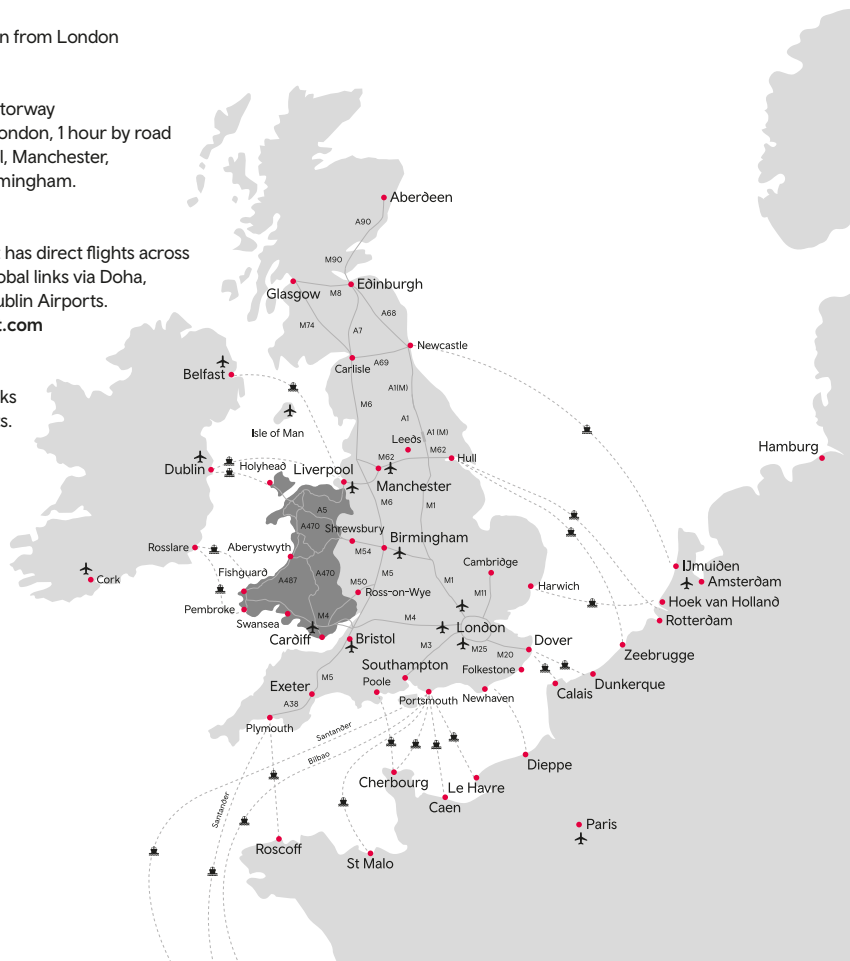 n from London
torway
ondon, 1 hour by road
l, Manchester,
mingham.
has direct flights across
obal links via Doha,
ublin Airports.
t.com
ks
s.
Aberdeen
A90
M90
Glasgow
M8
Edinburgh
A68
M74
A7
Newcastle
Carlisle
A69
Belfast
A1(M)
M6
A1
Isle of Man
A1 (M)
Leeds
M62
M62
Hull
Hamburg
Dublin
Holyhead
Liverpool
Manchester
A5
M6
M1
A470
Shrewsbury
Birmingham
Rosslare
Aberystwyth
M54
Cambridge
IJmuiden
Fishguard
A487
A470
M5
M50
M1
Cork
Ross-on-Wye
M11
Harwich
Amsterdam
Hoek van Holland
Pembroke
Swansea
M4
M4
London
Rotterdam
Cardiff
Bristol
M3
M25
M20
Dover
Zeebrugge
Southampton
Folkestone
Exeter
M5
Poole
Calais
Dunkerque
A38
Portsmouth
Newhaven
Plymouth
Santander
Bilbao
Dieppe
Cherbourg
Le Havre
Santander
Caen
Paris
Roscoff
St Malo